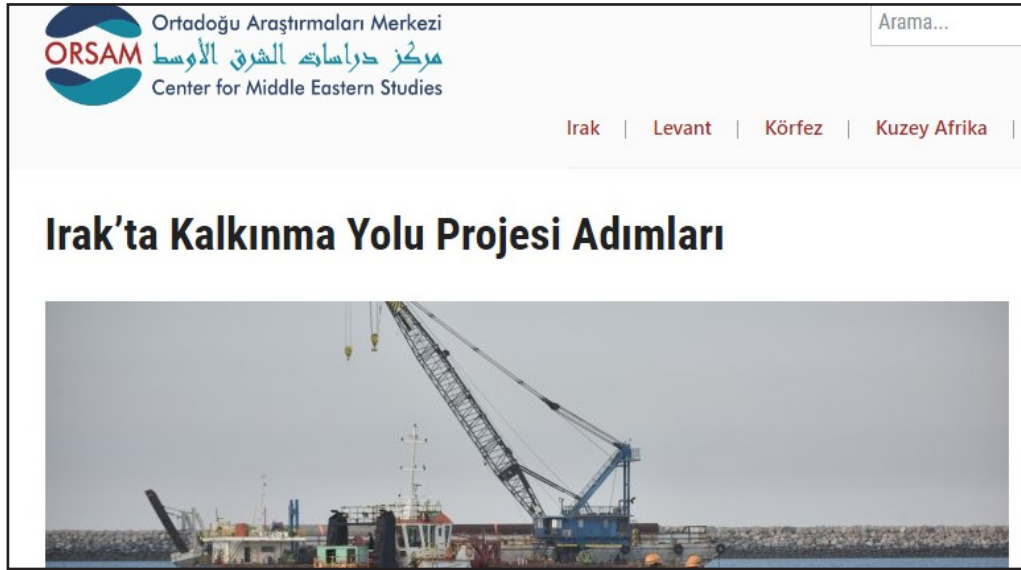 Ortadoğu Araştırmaları Merkezi
ORSAM مركز دراسات الشرق الأوسط
Center for Middle Eastern Studies
Arama...
Irak | Levant | Körfez | Kuzey Afrika |
Irak’ta Kalkınma Yolu Projesi Adımları